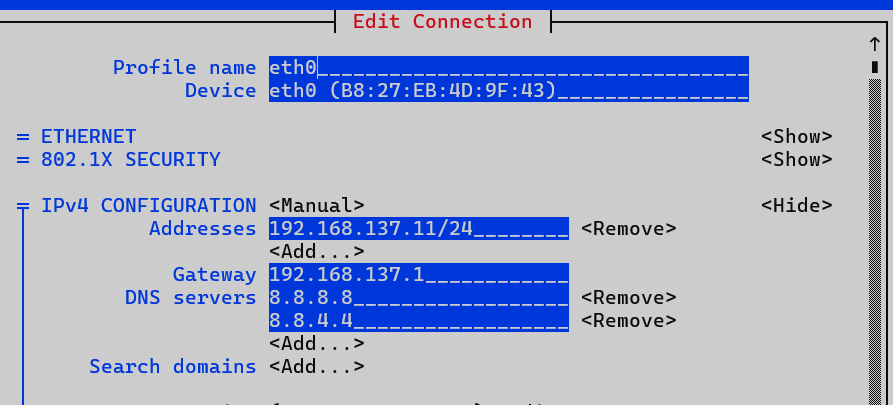 Edit Connection
Profile name eth0
Device eth0 (B8:27:EB:4D:9F:43)
= ETHERNET <Show>
= 802.1X SECURITY <Show>
= IPv4 CONFIGURATION <Manual> <Hide>
Addresses 192.168.137.11/24 <Remove>
<Add...>
Gateway 192.168.137.1
DNS servers 8.8.8.8 <Remove>
8.8.4.4 <Remove>
<Add...>
Search domains <Add...>